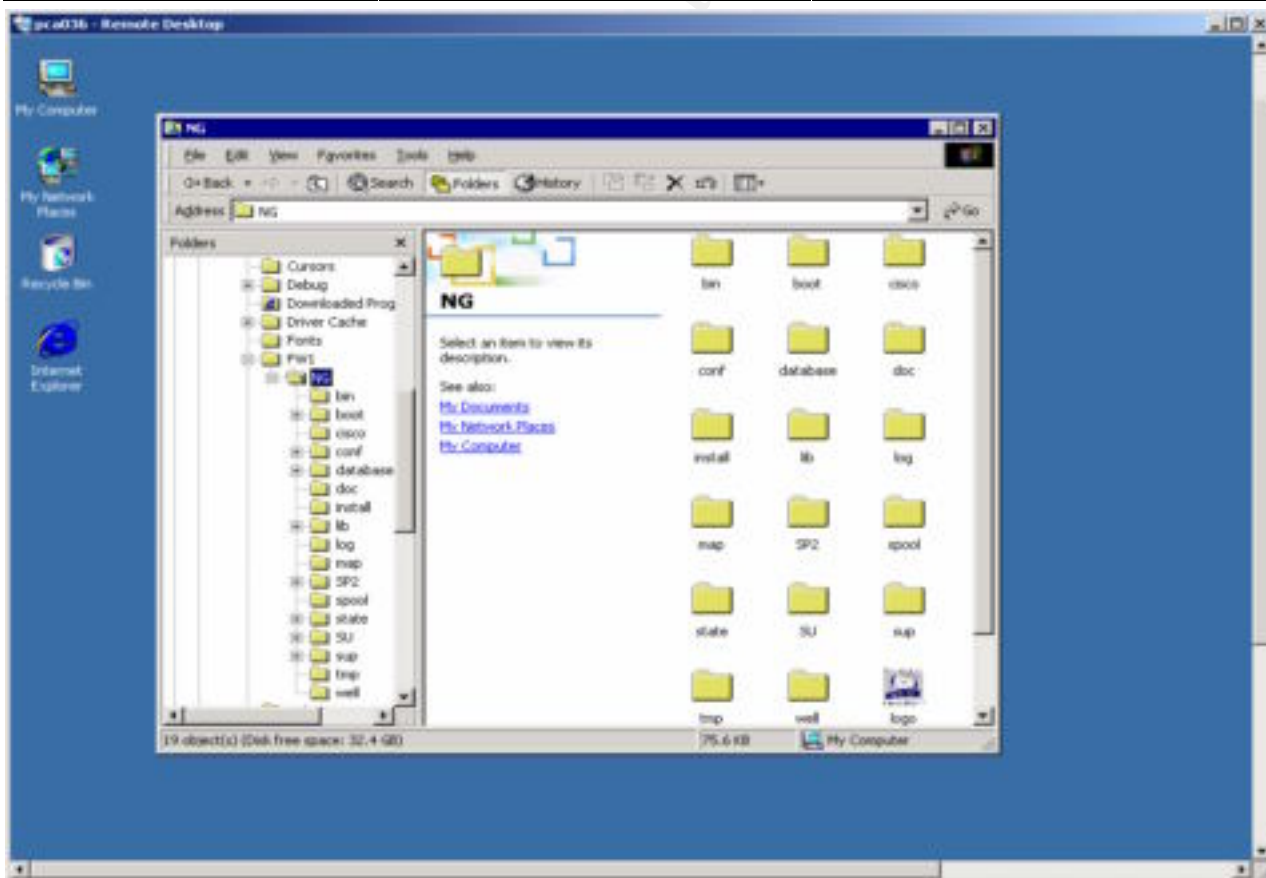 pca036 - Remote Desktop
My Computer
My Network Places
Recycle Bin
Internet Explorer
NG
File Edit View Favorites Tools Help
Back Search Folders History
Address NG Go
Folders
Cursors
Debug
Downloaded Prog
Driver Cache
Fonts
FW1
NG
bin
boot
cisco
conf
database
doc
install
lib
log
map
SP2
spool
state
SU
sup
tmp
well
NG
Select an item to view its description.
See also:
My Documents
My Network Places
My Computer
bin boot cisco
conf database doc
install lib log
map SP2 spool
state SU sup
tmp well logo
19 object(s) (Disk free space: 32.4 GB) 75.6 KB My Computer